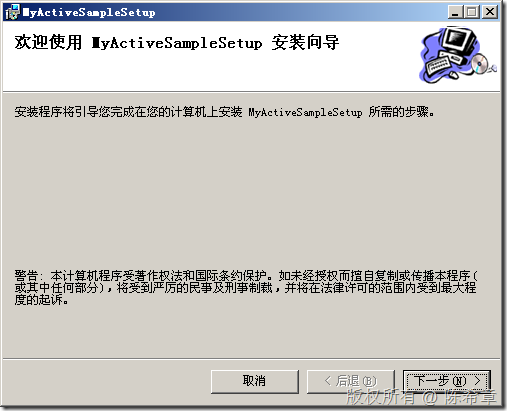 MyActiveSampleSetup
欢迎使用 MyActiveSampleSetup 安装向导
安装程序将引导您完成在您的计算机上安装 MyActiveSampleSetup 所需的步骤。
警告: 本计算机程序受著作权法和国际条约保护。如未经授权而擅自复制或传播本程序(
或其中任何部分)，将受到严厉的民事及刑事制裁，并将在法律许可的范围内受到最大程
度的起诉。
取消
< 后退(B)
下一步(N) >
版权所有 @ 陈希章